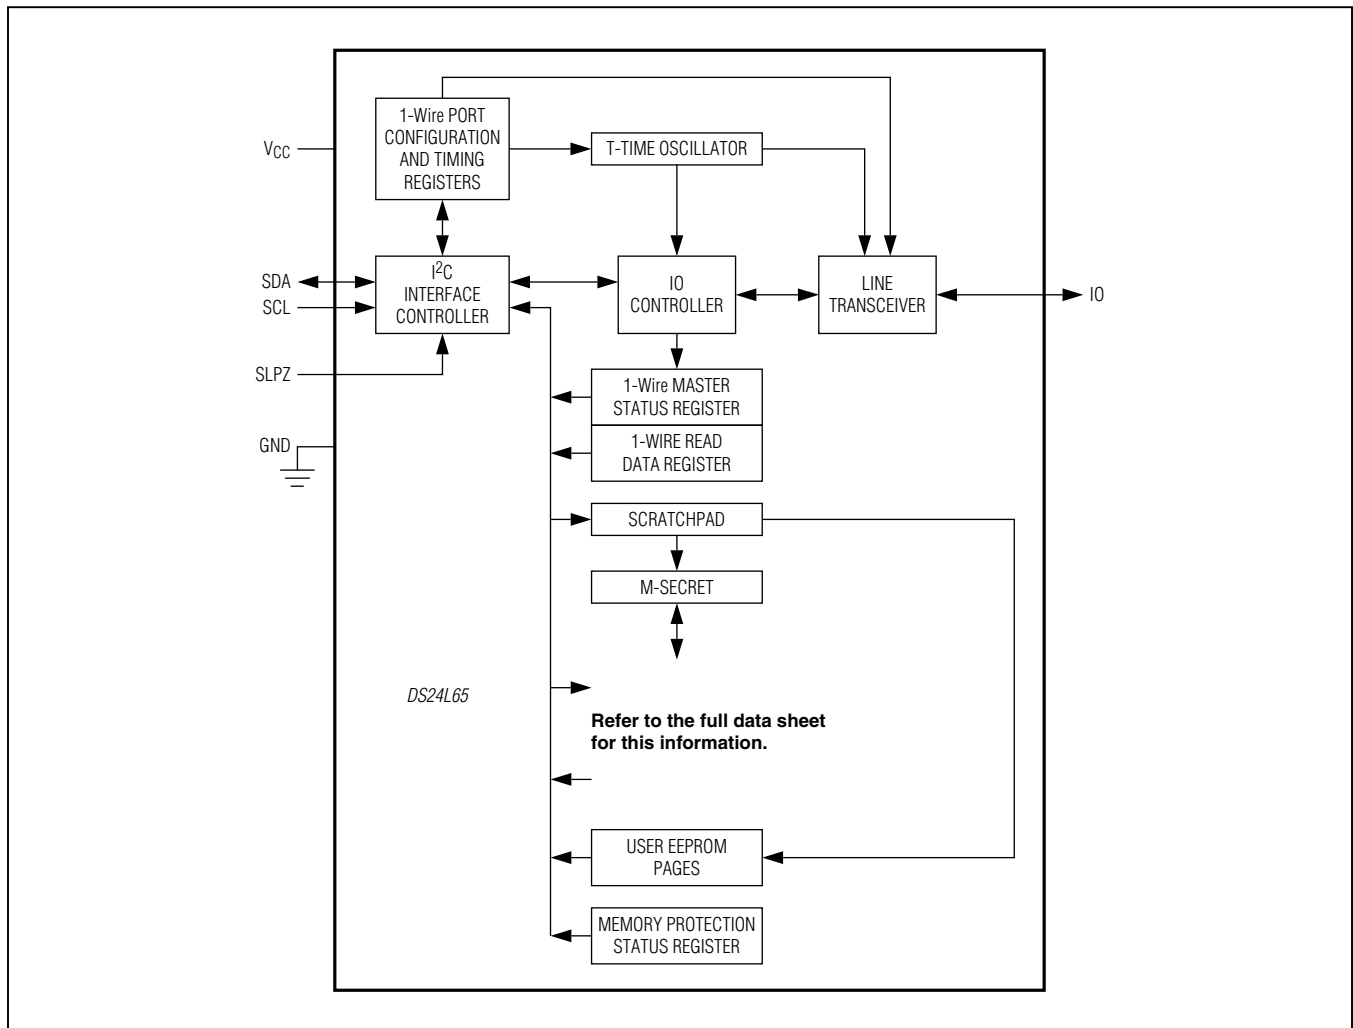 1-Wire PORT
CONFIGURATION
AND TIMING
REGISTERS
VCC
T-TIME OSCILLATOR
SDA
SCL
I2C
INTERFACE
CONTROLLER
IO
CONTROLLER
LINE
TRANSCEIVER
IO
SLPZ
1-Wire MASTER
STATUS REGISTER
GND
1-WIRE READ
DATA REGISTER
SCRATCHPAD
M-SECRET
DS24L65
Refer to the full data sheet
for this information.
USER EEPROM
PAGES
MEMORY PROTECTION
STATUS REGISTER